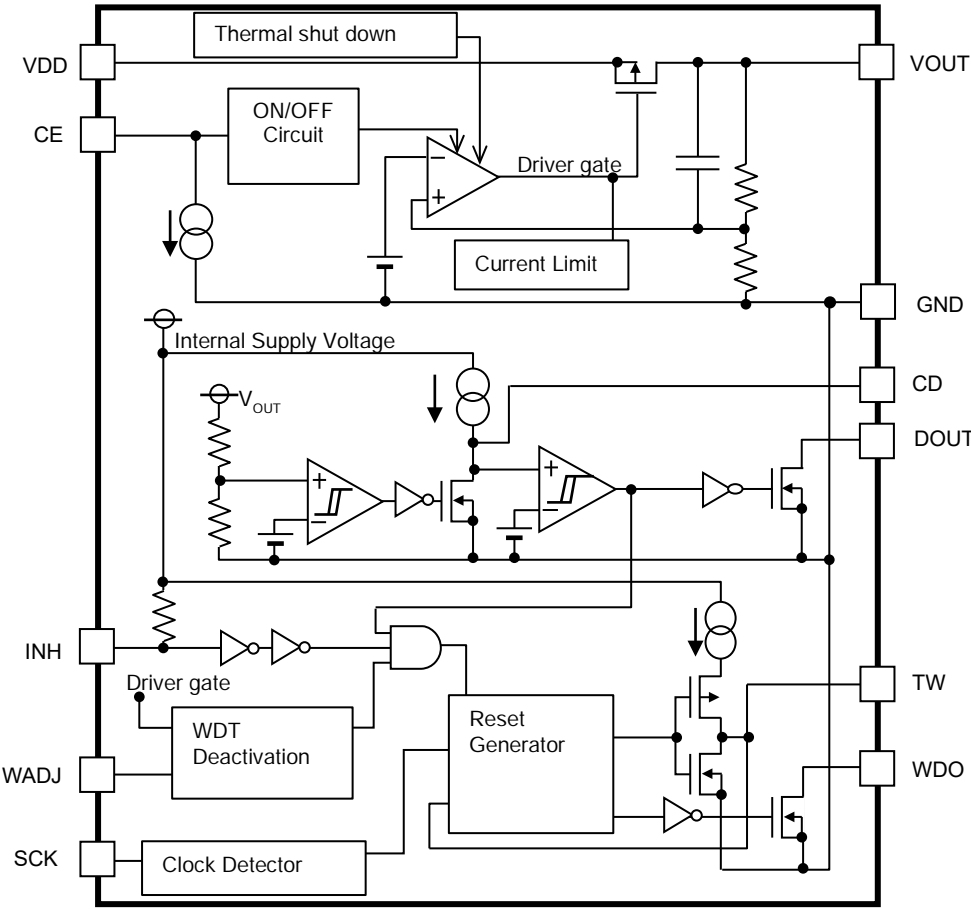 Thermal shut down
VDD
VOUT
ON/OFF
Circuit
CE
−
Driver gate
+
Current Limit
GND
Internal Supply Voltage
CD
VOUT
DOUT
+
−
+
−
INH
Driver gate
TW
WDT
Deactivation
Reset
Generator
WADJ
WDO
SCK
Clock Detector